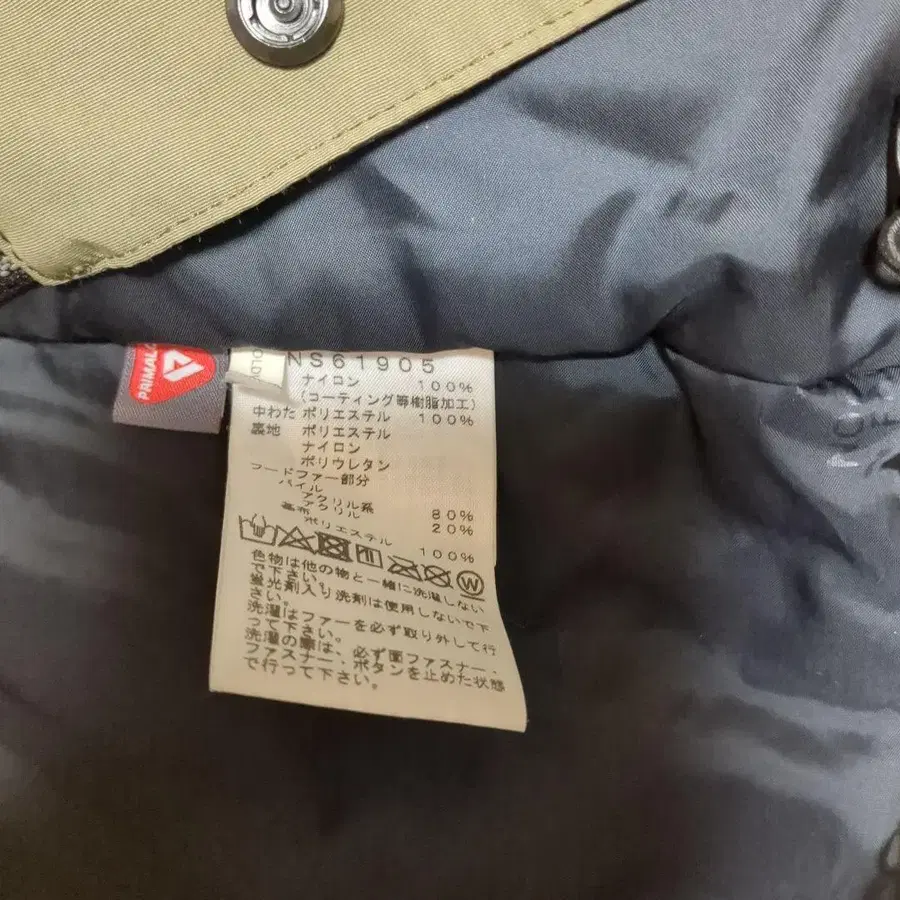 PRIMAL
OLD
NS61905
ナイロン 100%
(コーティング等樹脂加工)
中わた ポリエステル 100%
裏地 ポリエステル
ナイロン
ポリウレタン
フードファー部分
パイル
アクリル系 80%
アクリル 20%
基布 ポリエステル 100%
W
色物は他の物と一緒に洗濯しない
で下さい。
蛍光剤入り洗剤は使用しないで下
さい。
洗濯はファーを必ず取り外して行
って下さい。
洗濯の際は、必ず面ファスナー・
ファスナー・ボタンを止めた状態
で行って下さい。